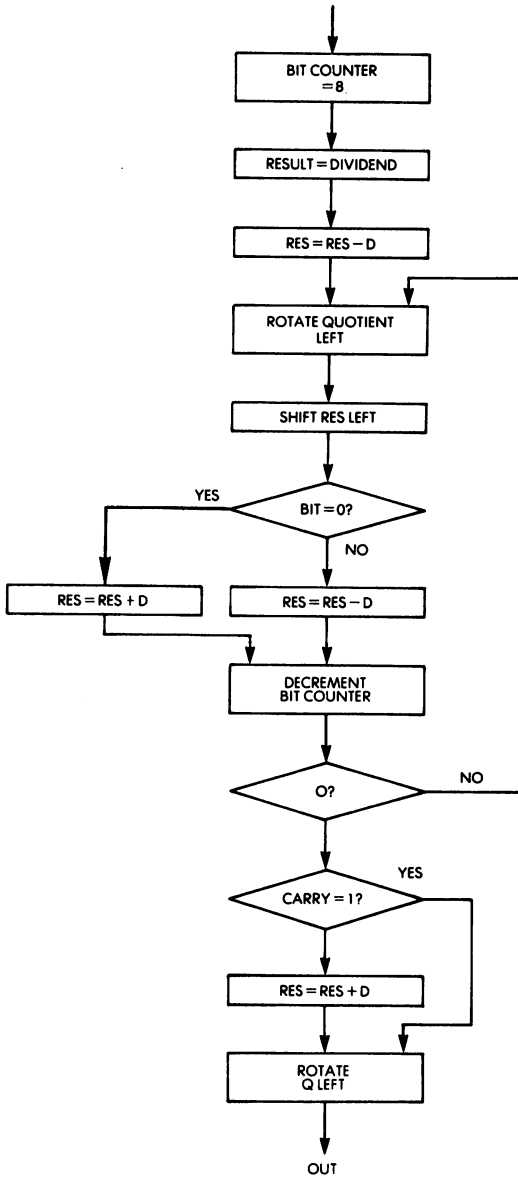 BIT COUNTER
=8.
RESULT = DIVIDEND
RES = RES − D
ROTATE QUOTIENT
LEFT
SHIFT RES LEFT
YES
BIT = 0?
NO
RES = RES + D
RES = RES − D
DECREMENT
BIT COUNTER
O?
NO
YES
CARRY = 1?
RES = RES + D
ROTATE
Q LEFT
OUT